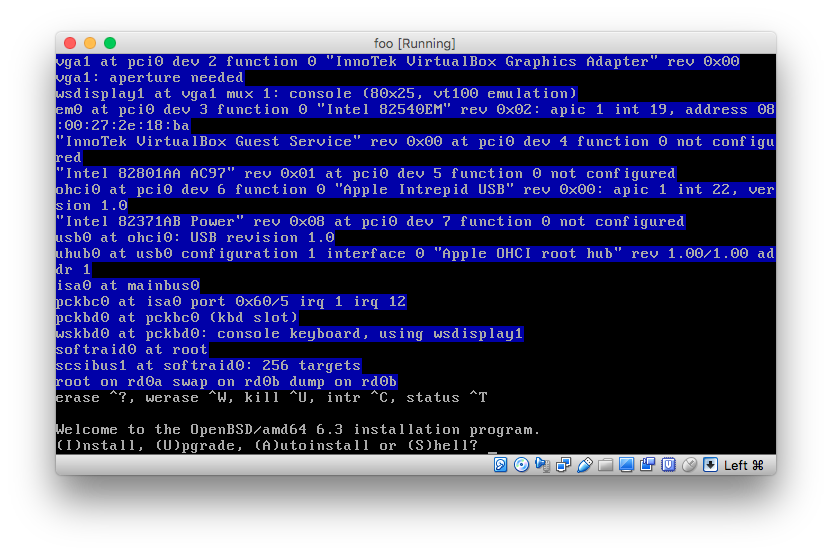 foo [Running]
vga1 at pci0 dev 2 function 0 "InnoTek VirtualBox Graphics Adapter" rev 0x00
vga1: aperture needed
wsdisplay1 at vga1 mux 1: console (80x25, vt100 emulation)
em0 at pci0 dev 3 function 0 "Intel 82540EM" rev 0x02: apic 1 int 19, address 08
:00:27:2e:18:ba
"InnoTek VirtualBox Guest Service" rev 0x00 at pci0 dev 4 function 0 not configu
red
"Intel 82801AA AC97" rev 0x01 at pci0 dev 5 function 0 not configured
ohci0 at pci0 dev 6 function 0 "Apple Intrepid USB" rev 0x00: apic 1 int 22, ver
sion 1.0
"Intel 82371AB Power" rev 0x08 at pci0 dev 7 function 0 not configured
usb0 at ohci0: USB revision 1.0
uhub0 at usb0 configuration 1 interface 0 "Apple OHCI root hub" rev 1.00/1.00 ad
dr 1
isa0 at mainbus0
pckbc0 at isa0 port 0x60/5 irq 1 irq 12
pckbd0 at pckbc0 (kbd slot)
wskbd0 at pckbd0: console keyboard, using wsdisplay1
softraid0 at root
scsibus1 at softraid0: 256 targets
root on rd0a swap on rd0b dump on rd0b
erase ^?, werase ^W, kill ^U, intr ^C, status ^T
Welcome to the OpenBSD/amd64 6.3 installation program.
(I)nstall, (U)pgrade, (A)utoinstall or (S)hell? _
Left ⌘